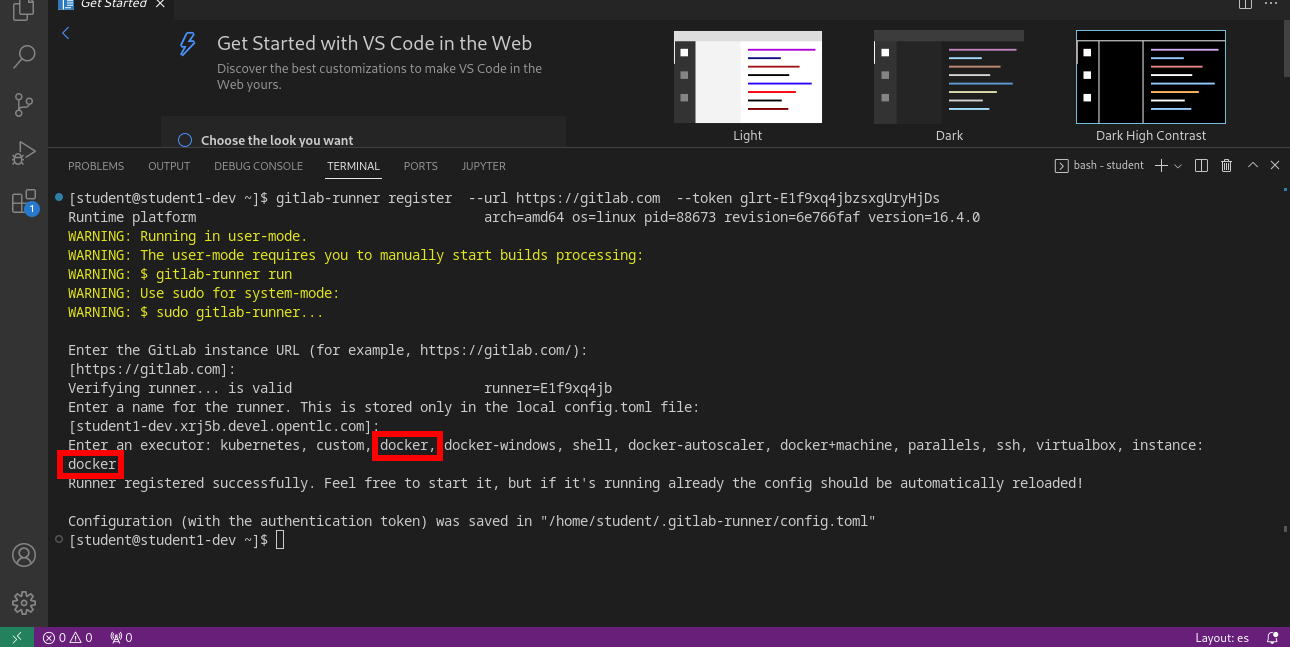 Get Started
Get Started with VS Code in the Web
Discover the best customizations to make VS Code in the
Web yours.
Choose the look you want
Light
Dark
Dark High Contrast
PROBLEMS OUTPUT DEBUG CONSOLE TERMINAL PORTS JUPYTER
bash - student
[student@student1-dev ~]$ gitlab-runner register --url https://gitlab.com --token glrt-E1f9xq4jbzsxgUryHjDs
Runtime platform arch=amd64 os=linux pid=88673 revision=6e766faf version=16.4.0
WARNING: Running in user-mode.
WARNING: The user-mode requires you to manually start builds processing:
WARNING: $ gitlab-runner run
WARNING: Use sudo for system-mode:
WARNING: $ sudo gitlab-runner...
Enter the GitLab instance URL (for example, https://gitlab.com/):
[https://gitlab.com]:
Verifying runner... is valid runner=E1f9xq4jb
Enter a name for the runner. This is stored only in the local config.toml file:
[student1-dev.xrj5b.devel.opentlc.com]:
Enter an executor: kubernetes, custom, docker, docker-windows, shell, docker-autoscaler, docker+machine, parallels, ssh, virtualbox, instance:
docker
Runner registered successfully. Feel free to start it, but if it's running already the config should be automatically reloaded!
Configuration (with the authentication token) was saved in "/home/student/.gitlab-runner/config.toml"
[student@student1-dev ~]$
1
0 0 0
Layout: es